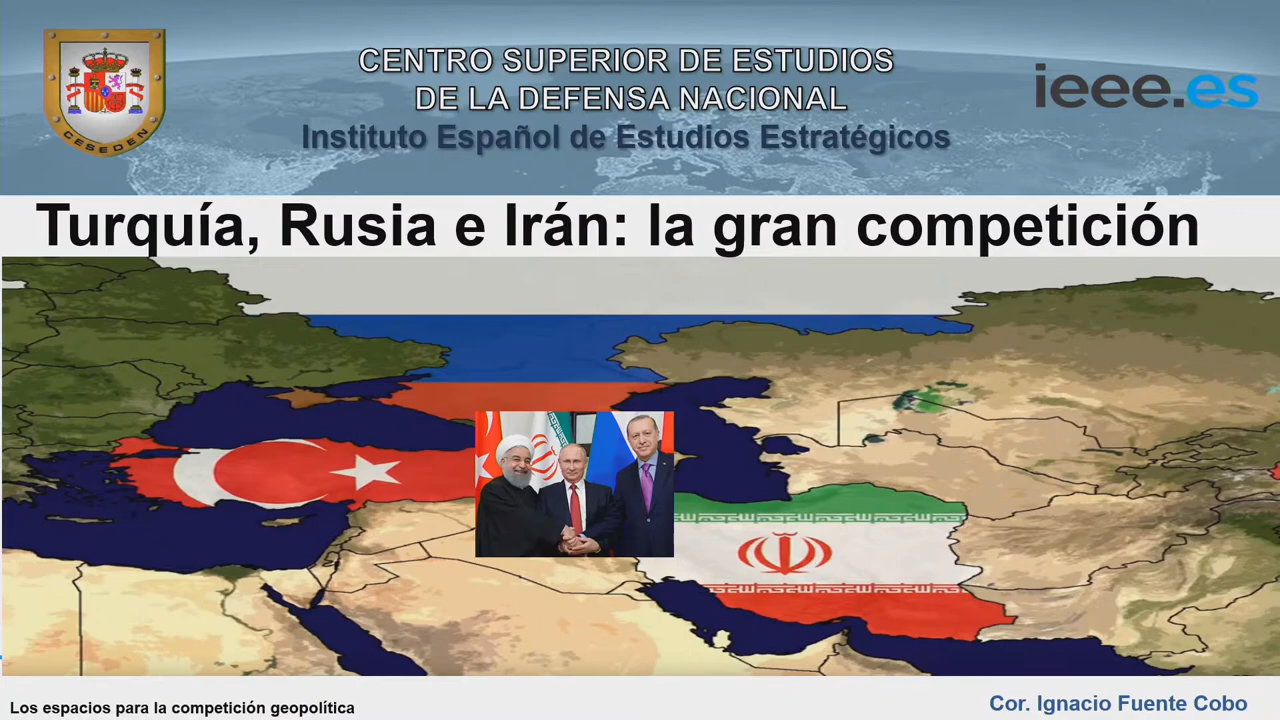 CENTRO SUPERIOR DE ESTUDIOS
DE LA DEFENSA NACIONAL
Instituto Español de Estudios Estratégicos
CESEDEN
ieee.es
Turquía, Rusia e Irán: la gran competición
Los espacios para la competición geopolítica
Cor. Ignacio Fuente Cobo